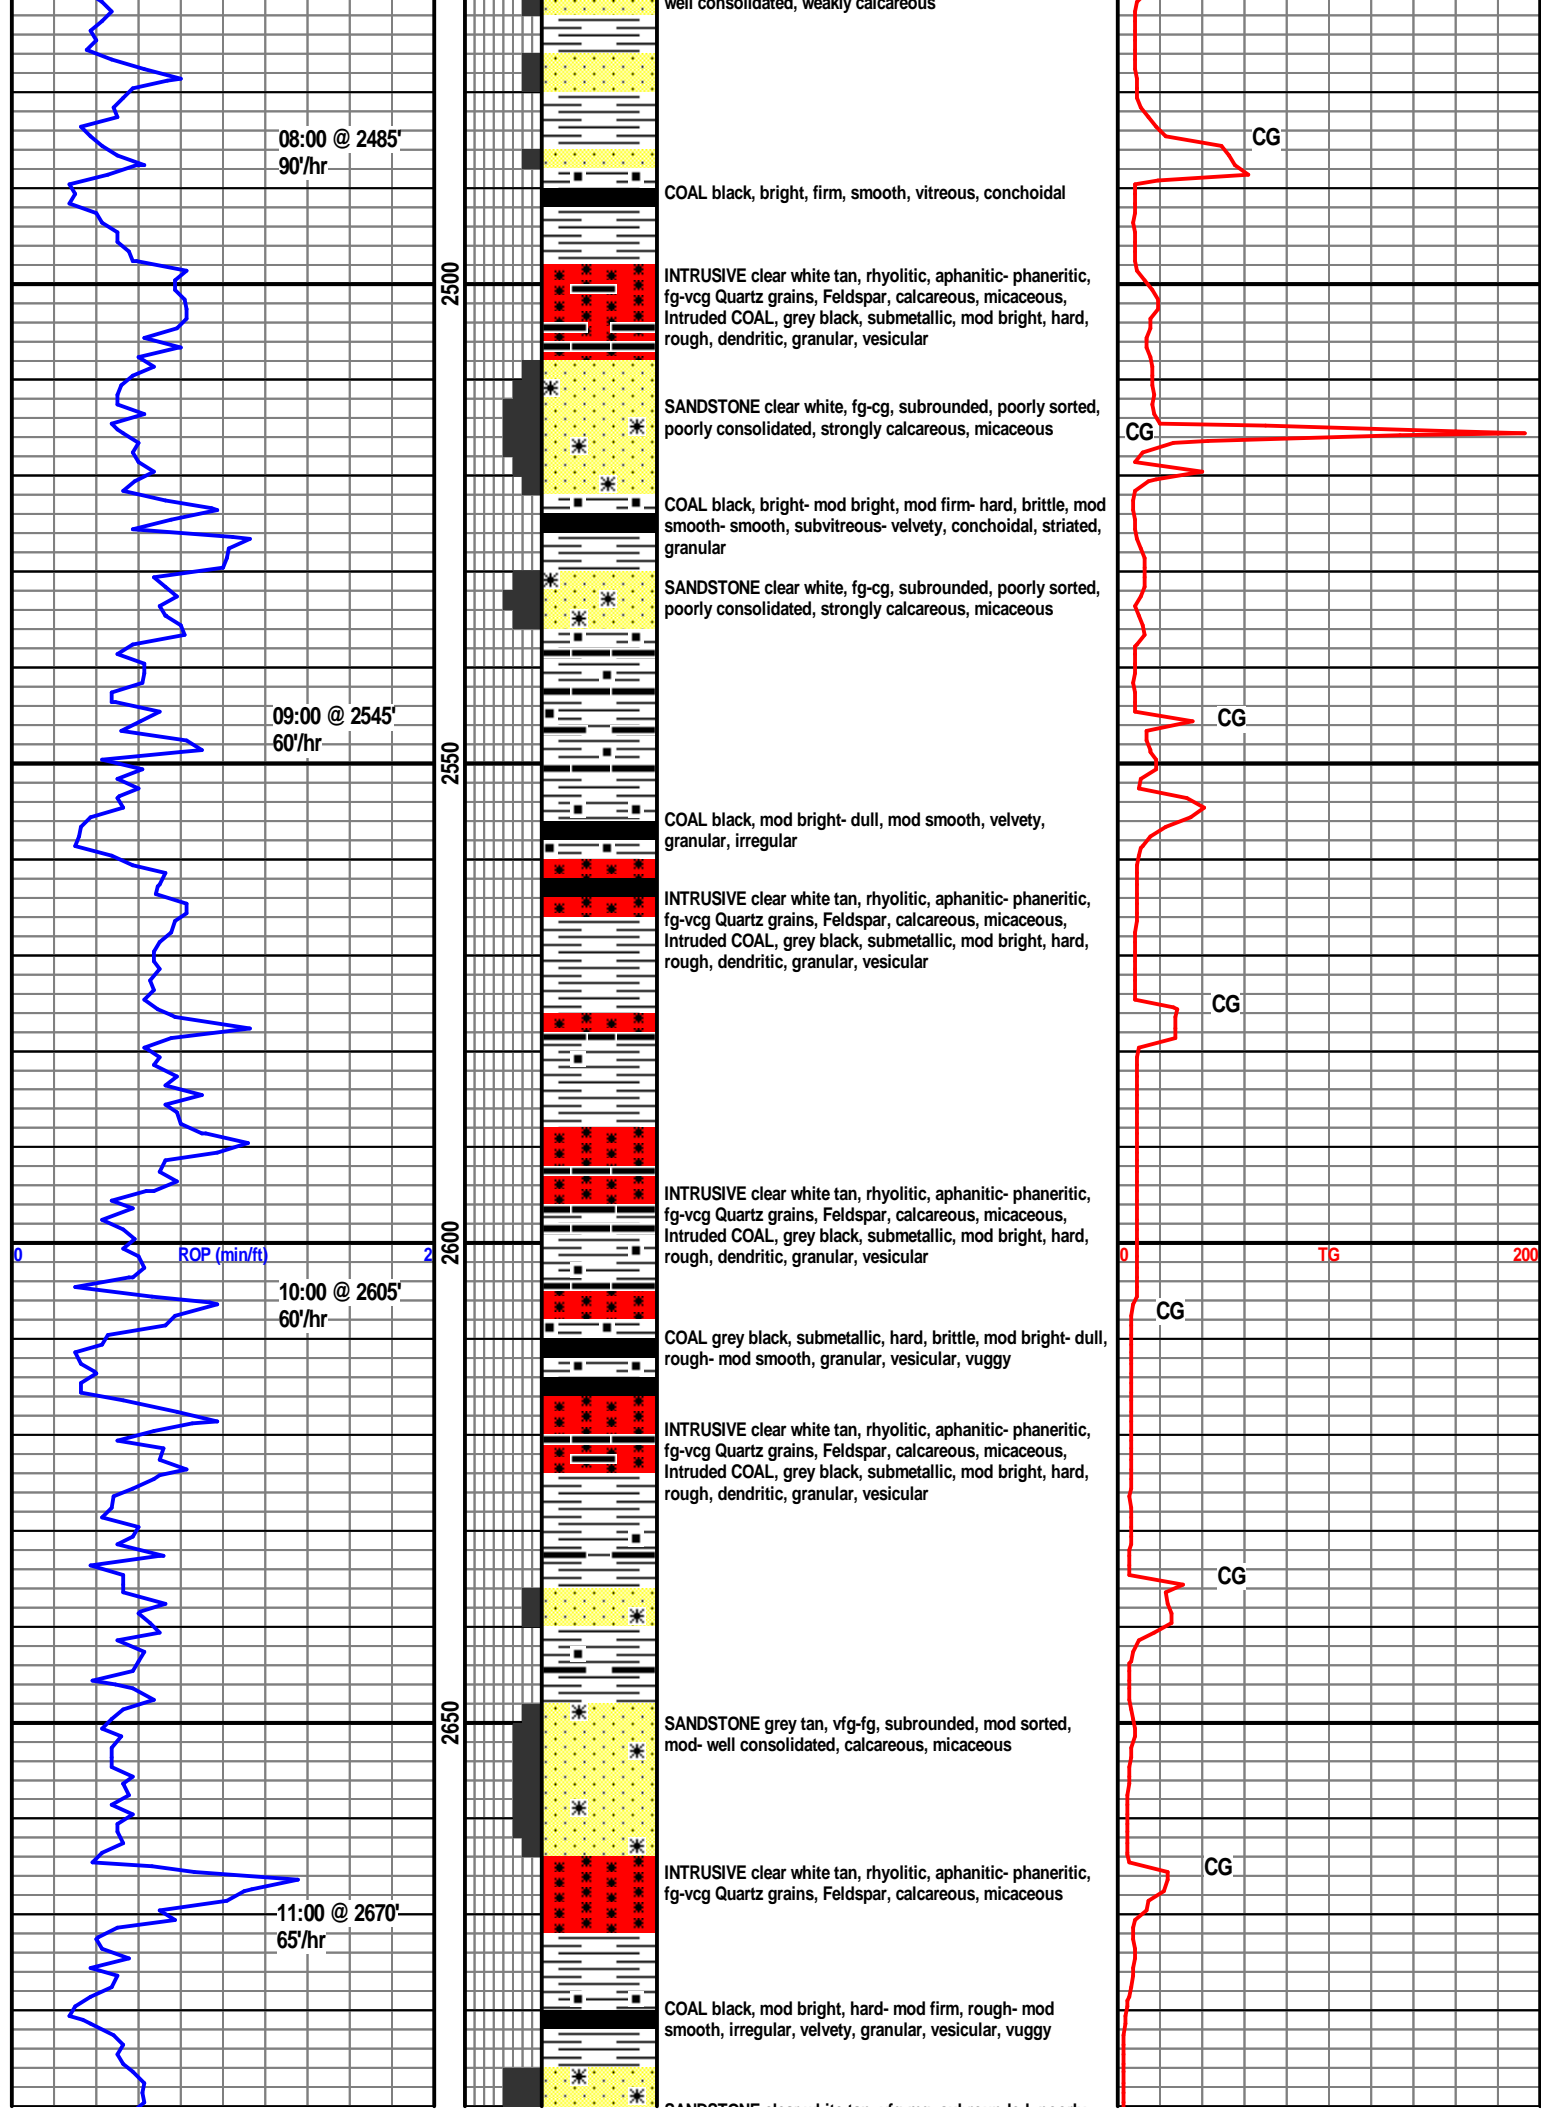 well consolidated, weakly calcareous
08:00 @ 2485'
90'/hr
CG
COAL black, bright, firm, smooth, vitreous, conchoidal
2500
INTRUSIVE clear white tan, rhyolitic, aphanitic- phaneritic,
fg-vcg Quartz grains, Feldspar, calcareous, micaceous,
Intruded COAL, grey black, submetallic, mod bright, hard,
rough, dendritic, granular, vesicular
SANDSTONE clear white, fg-cg, subrounded, poorly sorted,
poorly consolidated, strongly calcareous, micaceous
CG
COAL black, bright- mod bright, mod firm- hard, brittle, mod
smooth- smooth, subvitreous- velvety, conchoidal, striated,
granular
SANDSTONE clear white, fg-cg, subrounded, poorly sorted,
poorly consolidated, strongly calcareous, micaceous
09:00 @ 2545'
60'/hr
CG
2550
COAL black, mod bright- dull, mod smooth, velvety,
granular, irregular
INTRUSIVE clear white tan, rhyolitic, aphanitic- phaneritic,
fg-vcg Quartz grains, Feldspar, calcareous, micaceous,
Intruded COAL, grey black, submetallic, mod bright, hard,
rough, dendritic, granular, vesicular
CG
INTRUSIVE clear white tan, rhyolitic, aphanitic- phaneritic,
fg-vcg Quartz grains, Feldspar, calcareous, micaceous,
Intruded COAL, grey black, submetallic, mod bright, hard,
rough, dendritic, granular, vesicular
2600
0 ROP (min/ft) 2
0 TG 200
10:00 @ 2605'
60'/hr
CG
COAL grey black, submetallic, hard, brittle, mod bright- dull,
rough- mod smooth, granular, vesicular, vuggy
INTRUSIVE clear white tan, rhyolitic, aphanitic- phaneritic,
fg-vcg Quartz grains, Feldspar, calcareous, micaceous,
Intruded COAL, grey black, submetallic, mod bright, hard,
rough, dendritic, granular, vesicular
CG
2650
SANDSTONE grey tan, vfg-fg, subrounded, mod sorted,
mod- well consolidated, calcareous, micaceous
INTRUSIVE clear white tan, rhyolitic, aphanitic- phaneritic,
fg-vcg Quartz grains, Feldspar, calcareous, micaceous
CG
11:00 @ 2670'
65'/hr
COAL black, mod bright, hard- mod firm, rough- mod
smooth, irregular, velvety, granular, vesicular, vuggy